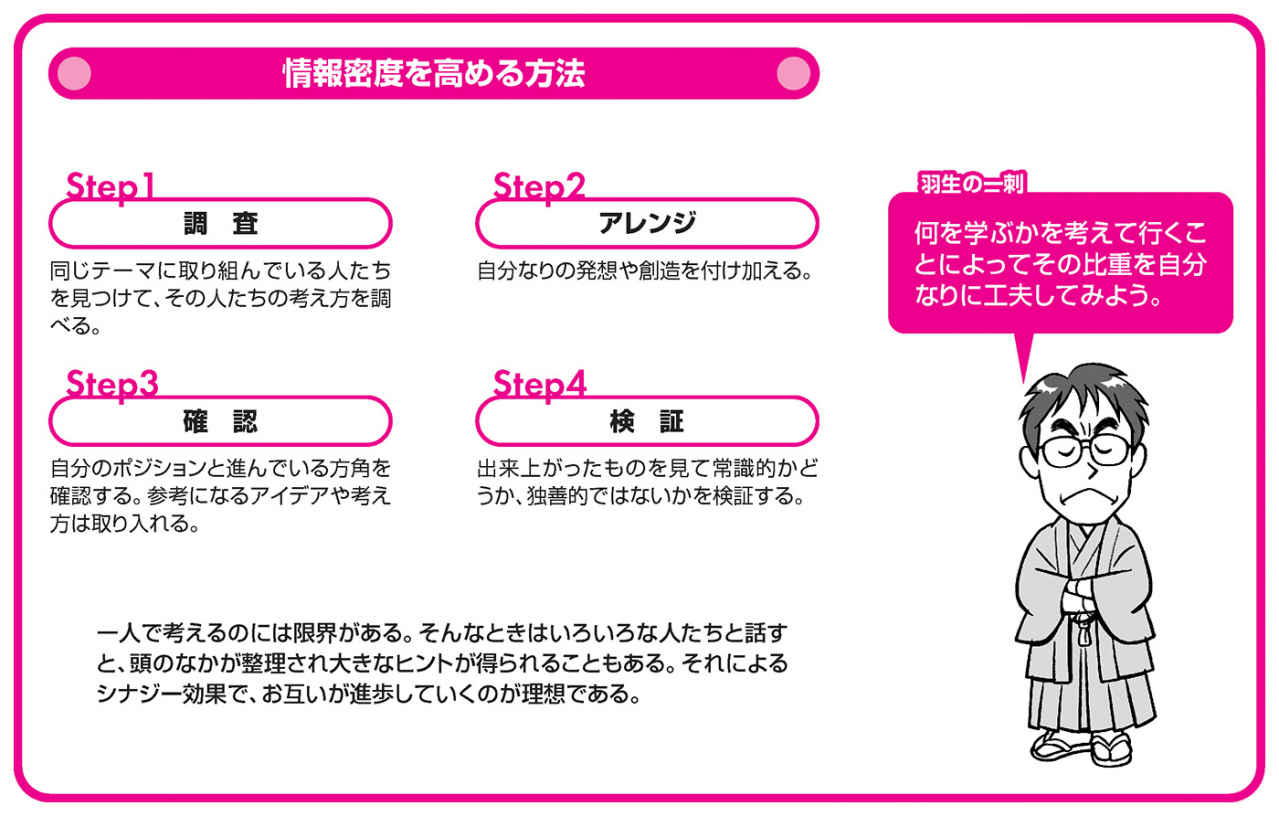 情報密度を高める方法
Step1
調 査
同じテーマに取り組んでいる人たち
を見つけて、その人たちの考え方を調
べる。
Step2
アレンジ
自分なりの発想や創造を付け加える。
Step3
確 認
自分のポジションと進んでいる方角を
確認する。参考になるアイデアや考え
方は取り入れる。
Step4
検 証
出来上がったものを見て常識的かど
うか、独善的ではないかを検証する。
羽生の一刺
何を学ぶかを考えて行くこ
とによってその比重を自分
なりに工夫してみよう。
一人で考えるのには限界がある。そんなときはいろいろな人たちと話す
と、頭のなかが整理され大きなヒントが得られることもある。それによる
シナジー効果で、お互いが進歩していくのが理想である。